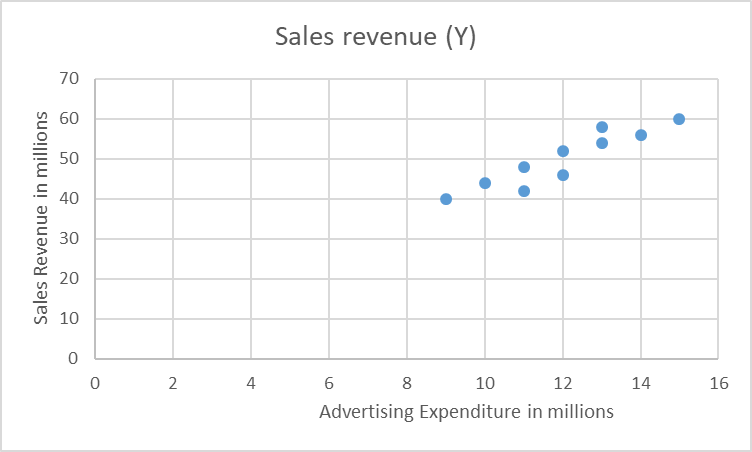 Sales revenue (Y)
Sales Revenue in millions
70
60
50
40
30
20
10
0
0 2 4 6 8 10 12 14 16
Advertising Expenditure in millions